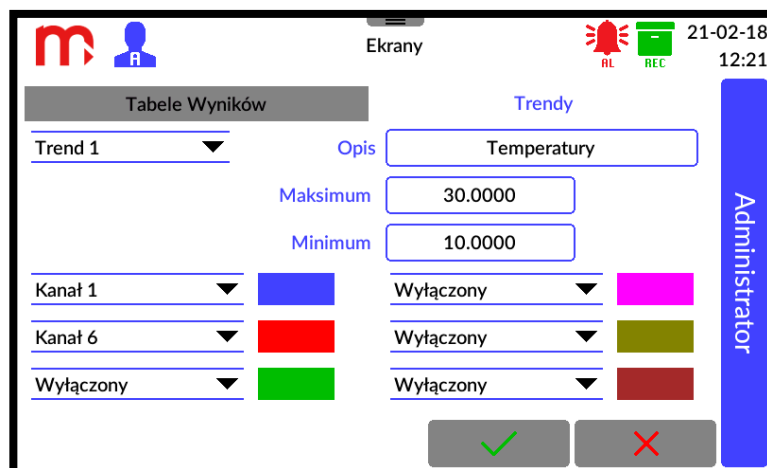 Ekrany
A
AL
REC
21-02-18
12:21
Tabele Wyników
Trendy
Trend 1
Opis
Temperatury
Maksimum
30.0000
Minimum
10.0000
Kanał 1
Wyłączony
Kanał 6
Wyłączony
Wyłączony
Wyłączony
Administrator